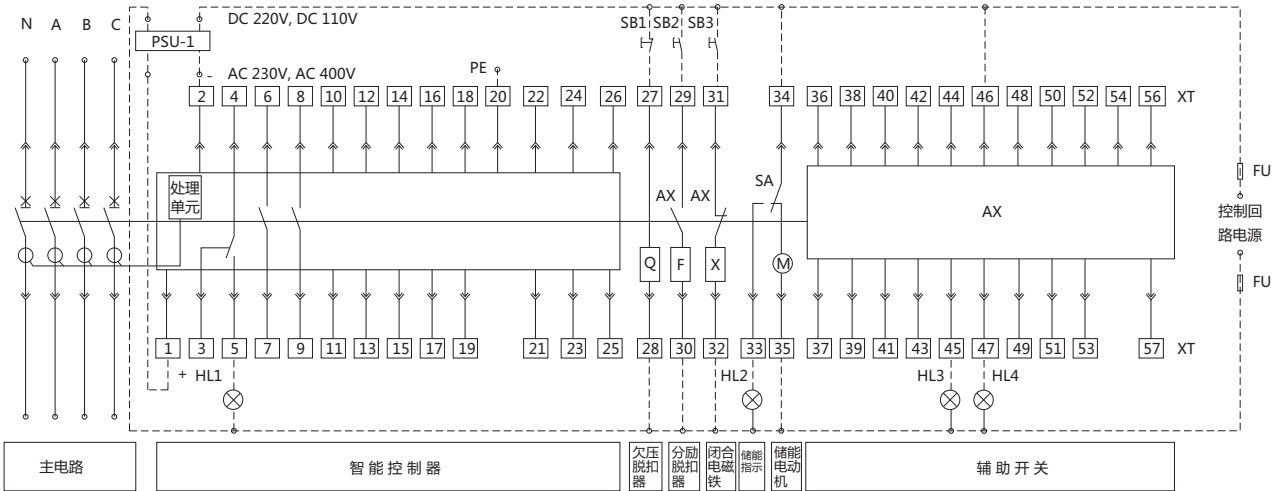 N A B C
DC 220V, DC 110V
PSU-1
- AC 230V, AC 400V
SB1 SB2 SB3
PE
2 4 6 8 10 12 14 16 18 20 22 24 26 27 29 31 34 36 38 40 42 44 46 48 50 52 54 56 XT
处理
单元
AX AX SA
AX
FU
控制回
路电源
FU
Q F X M
1 3 5 7 9 11 13 15 17 19 21 23 25 28 30 32 33 35 37 39 41 43 45 47 49 51 53 57 XT
+ HL1 HL2 HL3 HL4
主电路
智能控制器
欠压
脱扣
器
分励
脱扣
器
闭合
电磁
铁
储能
指示
储能
电动
机
辅助开关